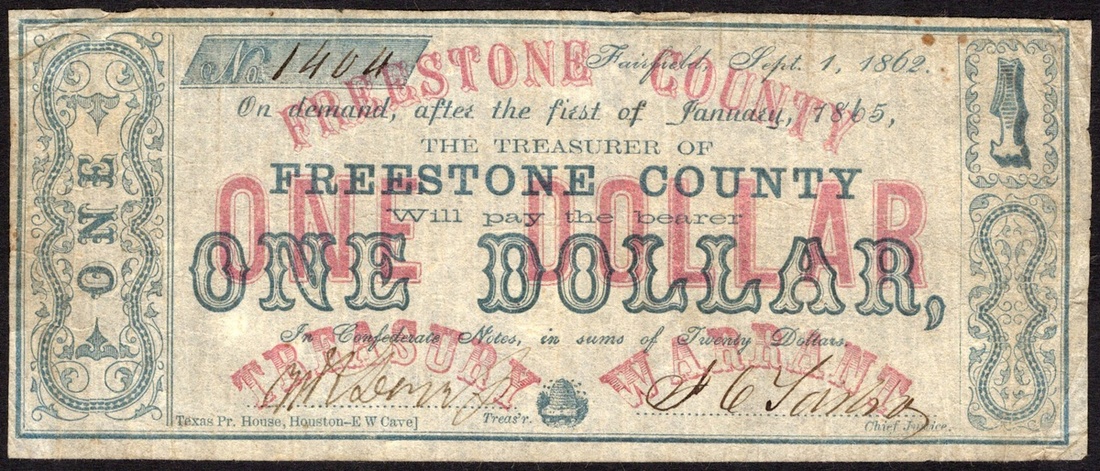 No. 1404
Fairfield, Sept. 1, 1862.
FREESTONE COUNTY
On demand, after the first of January, 1865,
THE TREASURER OF
FREESTONE COUNTY
ONE DOLLAR
Will pay the bearer
ONE DOLLAR,
In Confederate Notes, in sums of Twenty Dollars.
TREASURY WARRANT
Treas'r.
Chief Justice.
Texas Pr. House, Houston-E W Cave]
1 ONE 1
1